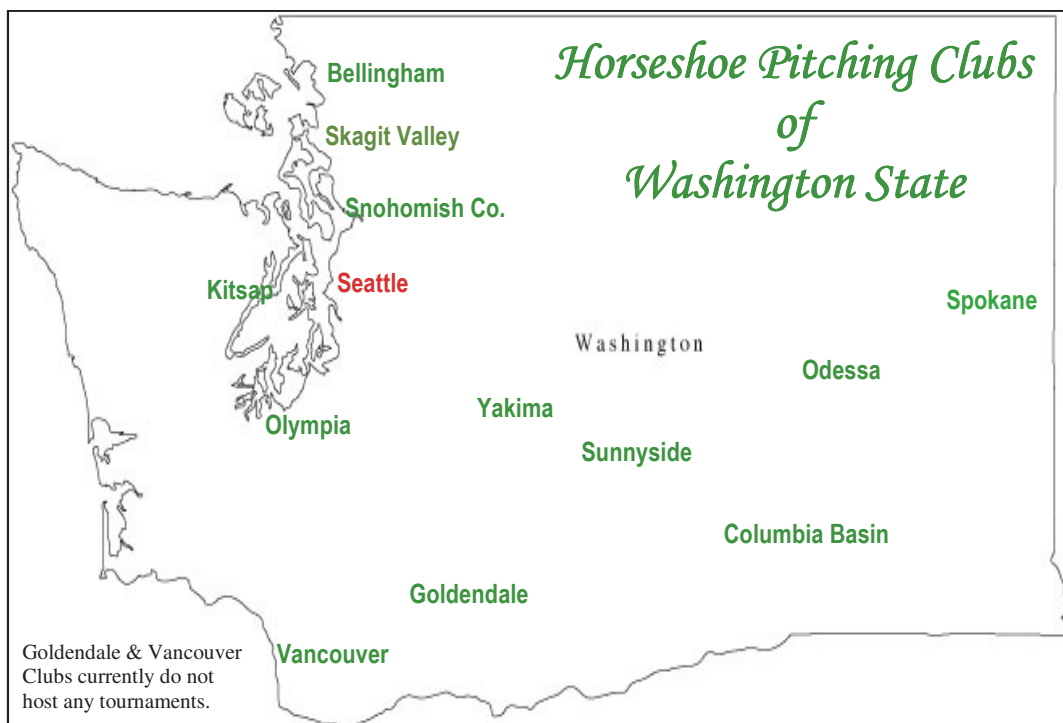 Horseshoe Pitching Clubs
of
Washington State
Bellingham
Skagit Valley
Snohomish Co.
Kitsap
Seattle
Spokane
Washington
Odessa
Yakima
Olympia
Sunnyside
Columbia Basin
Goldendale
Vancouver
Goldendale & Vancouver
Clubs currently do not
host any tournaments.